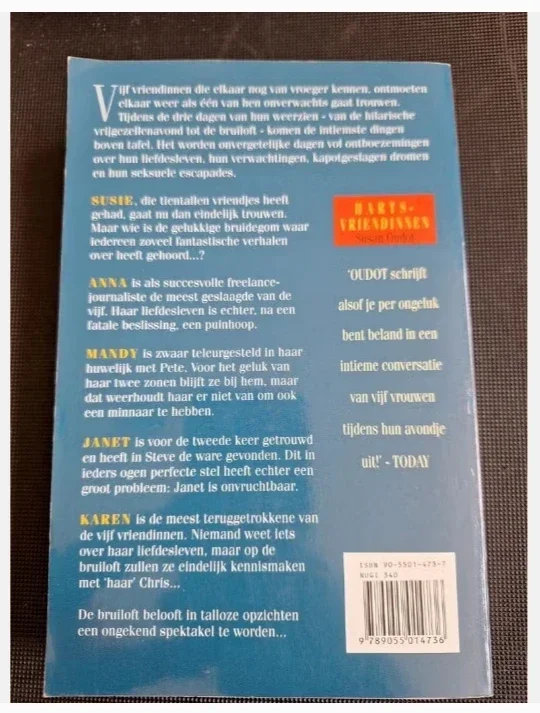 Vijf vriendinnen die elkaar nog van vroeger kennen, ontmoeten
elkaar weer als één van hen onverwachts gaat trouwen.
Tijdens de drie dagen van hun weerzien - van de hilarische
vrijgezellenavond tot de bruiloft - komen de intiemste dingen
boven tafel. Het worden onvergetelijke dagen vol ontboezemingen
over hun liefdesleven, hun verwachtingen, kapotgeslagen dromen
en hun seksuele escapades.
SUSIE, die tientallen vriendjes heeft
gehad, gaat nu dan eindelijk trouwen.
Maar wie is de gelukkige bruidegom waar
iedereen zoveel fantastische verhalen
over heeft gehoord...?
ANNA is als succesvolle freelance-
journaliste de meest geslaagde van de
vijf. Haar liefdesleven is echter, na een
fatale beslissing, een puinhoop.
MANDY is zwaar teleurgesteld in haar
huwelijk met Pete. Voor het geluk van
haar twee zonen blijft ze bij hem, maar
dat weerhoudt haar er niet van om ook
een minnaar te hebben.
JANET is voor de tweede keer getrouwd
en heeft in Steve de ware gevonden. Dit in
ieders ogen perfecte stel heeft echter een
groot probleem: Janet is onvruchtbaar.
KAREN is de meest teruggetrokkene van
de vijf vriendinnen. Niemand weet iets
over haar liefdesleven, maar op de
bruiloft zullen ze eindelijk kennismaken
met 'haar' Chris...
De bruiloft belooft in talloze opzichten
een ongekend spektakel te worden...
HARTS-
VRIENDINNEN
Susan Oudot
'OUDOT schrijft
alsof je per ongeluk
bent beland in een
intieme conversatie
van vijf vrouwen
tijdens hun avondje
uit!' - TODAY
ISBN 90-5501-473-7
NUGI 340
9 789055 014736